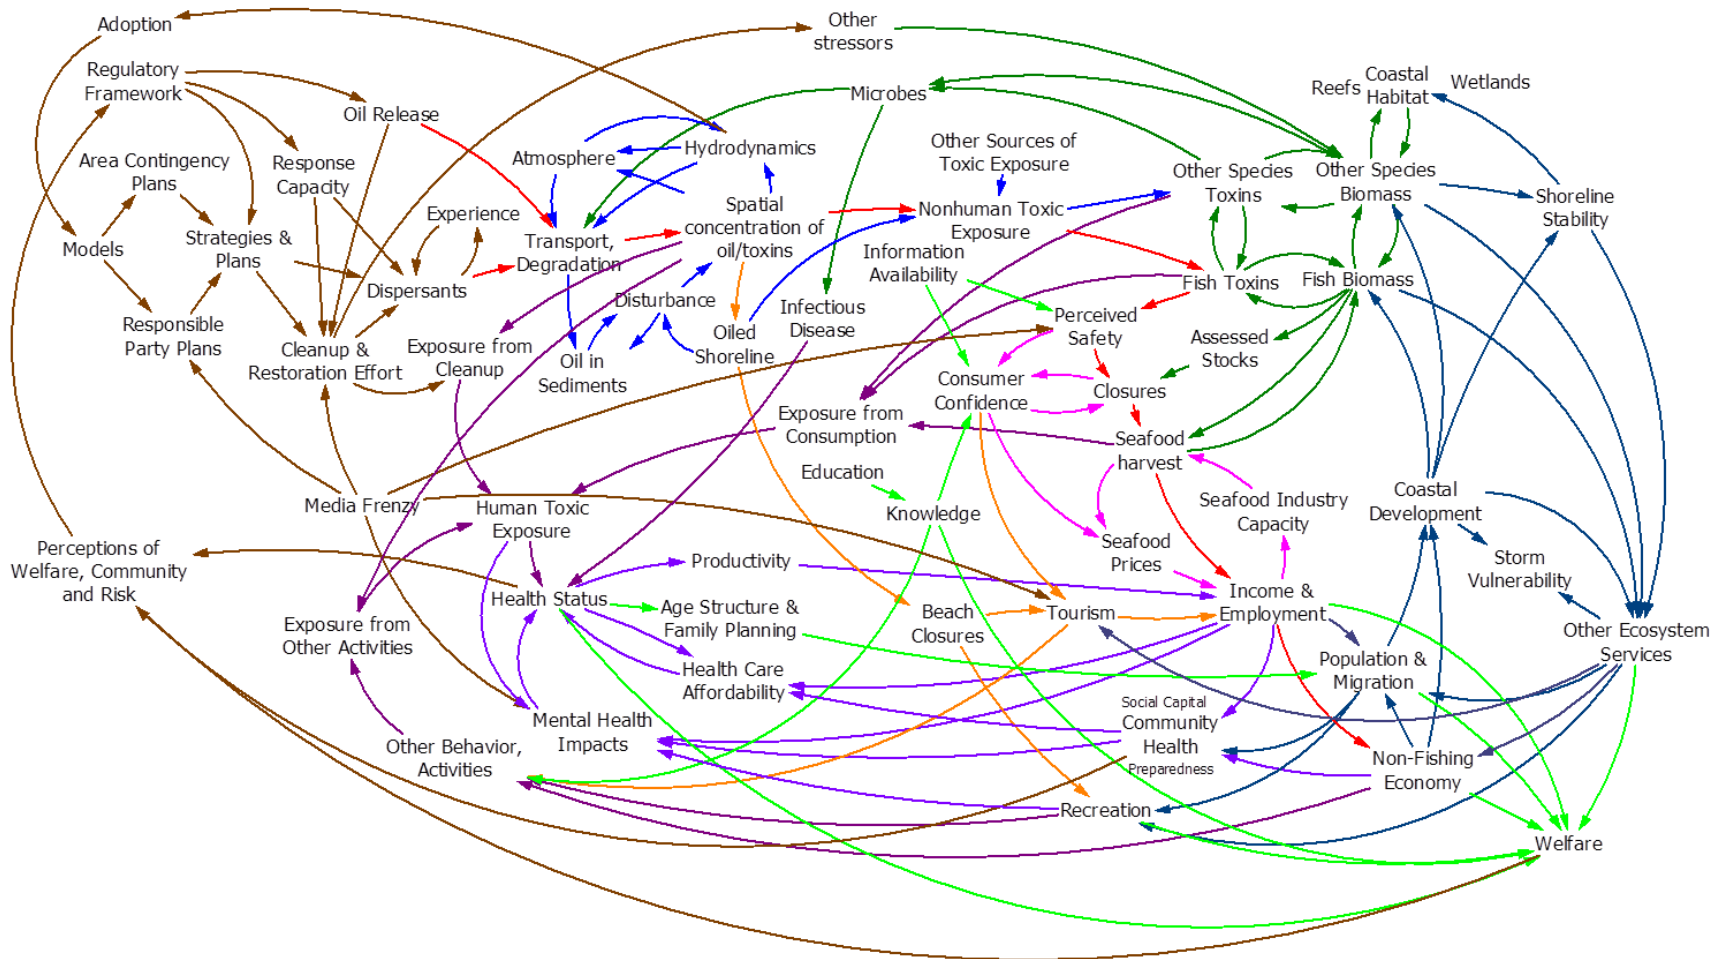 Adoption
Other
stressors
Regulatory
Framework
Oil Release
Microbes
Reefs
Coastal
Habitat
Wetlands
Area Contingency
Plans
Response
Capacity
Atmosphere
Hydrodynamics
Other Sources of
Toxic Exposure
Other Species
Toxins
Other Species
Biomass
Shoreline
Stability
Models
Strategies &
Plans
Experience
Dispersants
Transport,
Degradation
Spatial
concentration of
oil/toxins
Nonhuman Toxic
Exposure
Information
Availability
Fish Toxins
Fish Biomass
Responsible
Party Plans
Cleanup &
Restoration Effort
Exposure from
Cleanup
Disturbance
Oil in
Sediments
Oiled
Shoreline
Infectious
Disease
Perceived
Safety
Assessed
Stocks
Consumer
Confidence
Closures
Exposure from
Consumption
Seafood
harvest
Education
Knowledge
Media Frenzy
Human Toxic
Exposure
Seafood Industry
Capacity
Coastal
Development
Perceptions of
Welfare, Community
and Risk
Productivity
Seafood
Prices
Storm
Vulnerability
Health Status
Age Structure &
Family Planning
Beach
Closures
Tourism
Income &
Employment
Other Ecosystem
Services
Exposure from
Other Activities
Health Care
Affordability
Population &
Migration
Mental Health
Impacts
Social Capital
Community
Health
Preparedness
Other Behavior,
Activities
Non-Fishing
Economy
Recreation
Welfare